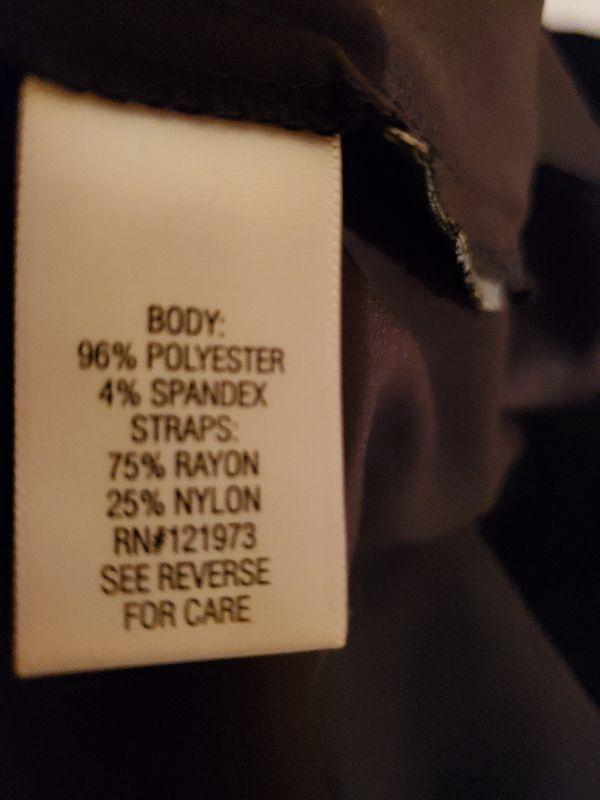 BODY:
96% POLYESTER
4% SPANDEX
STRAPS:
75% RAYON
25% NYLON
RN#121973
SEE REVERSE
FOR CARE